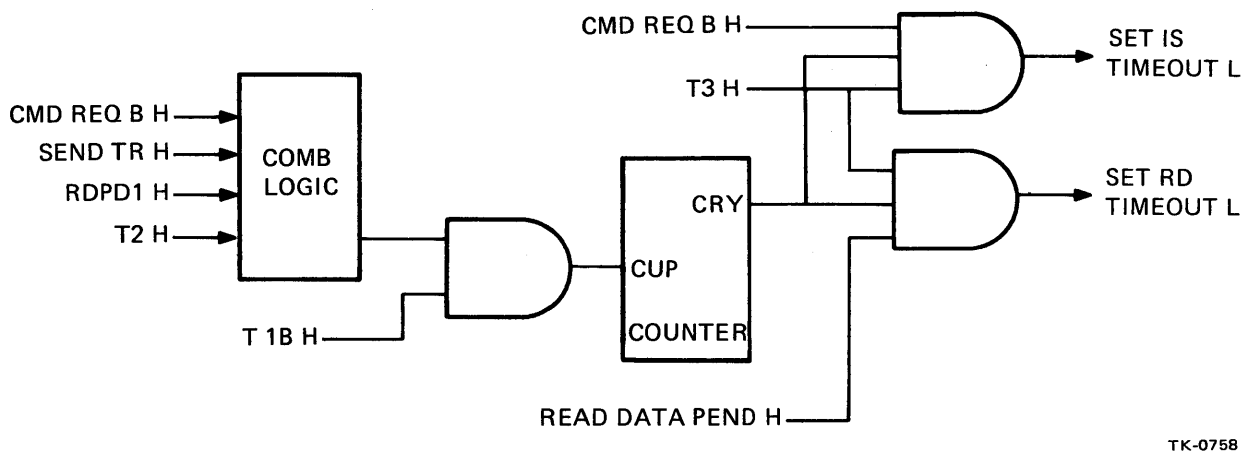 CMD REQ B H
SET IS
TIMEOUT L
T3 H
CMD REQ B H
SEND TR H
RDPD1 H
T2 H
COMB
LOGIC
CRY
SET RD
TIMEOUT L
CUP
COUNTER
T 1B H
READ DATA PEND H
TK-0758